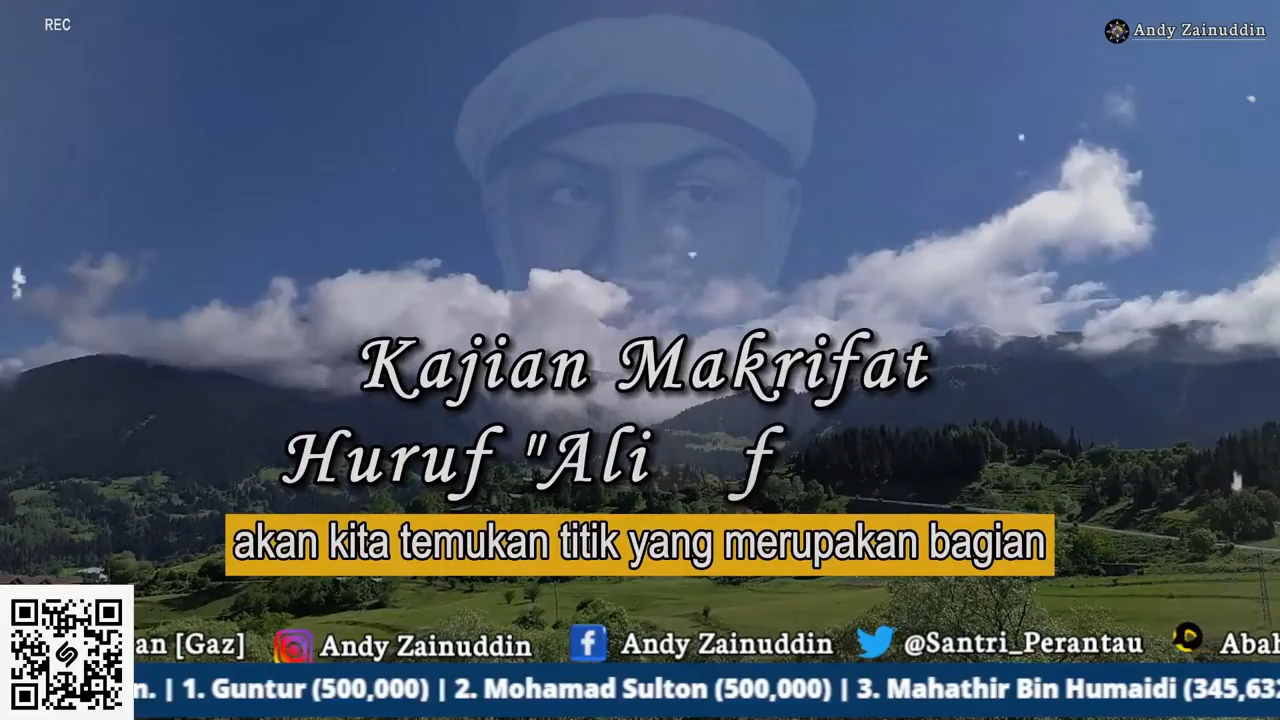 REC
Andy Zainuddin
Kajian Makrifat
Huruf "Ali f
akan kita temukan titik yang merupakan bagian
an [Gaz] Andy Zainuddin Andy Zainuddin @Santri_Perantau Abah
n. | 1. Guntur (500,000) | 2. Mohamad Sulton (500,000) | 3. Mahathir Bin Humaidi (345,632